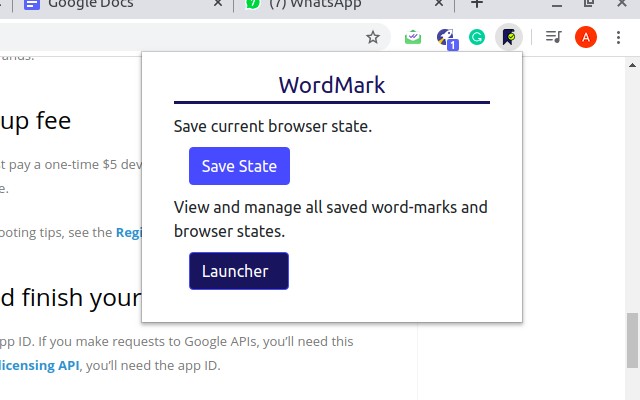 Google Docs
(7) WhatsApp
1
A
WordMark
Save current browser state.
Save State
View and manage all saved word-marks and
browser states.
Launcher
up fee
t pay a one-time $5 dev
e.
ooting tips, see the Regi
d finish your
pp ID. If you make requests to Google APIs, you'll need this
licensing API, you'll need the app ID.